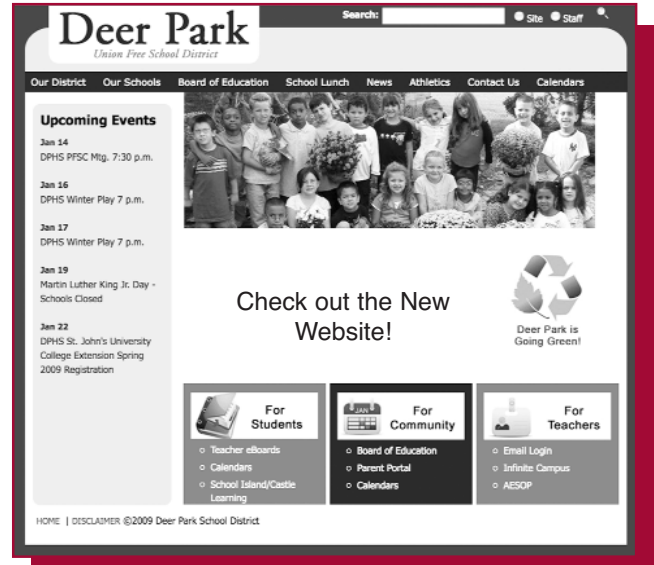 Deer Park
Union Free School District
Search: Site Staff
Our District Our Schools Board of Education School Lunch News Athletics Contact Us Calendars
Upcoming Events
Jan 14
DPHS PFSC Mtg. 7:30 p.m.
Jan 16
DPHS Winter Play 7 p.m.
Jan 17
DPHS Winter Play 7 p.m.
Jan 19
Martin Luther King Jr. Day -
Schools Closed
Jan 22
DPHS St. John's University
College Extension Spring
2009 Registration
Check out the New
Website!
Deer Park is
Going Green!
For
Students
Teacher eBoards
Calendars
School Island/Castle
Learning
JAN
For
Community
Board of Education
Parent Portal
Calendars
For
Teachers
Email Login
Infinite Campus
AESOP
HOME | DISCLAIMER ©2009 Deer Park School District